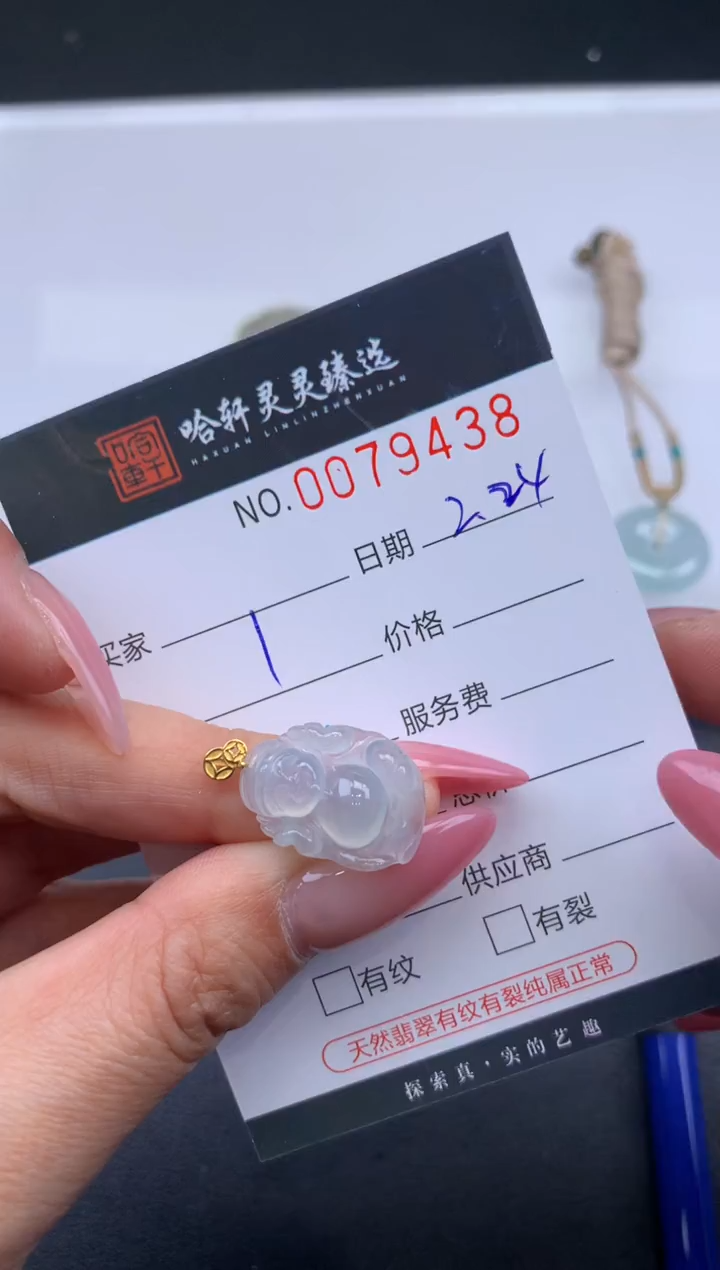 哈轩
哈轩灵灵臻选
HAXUAN LINLINZHENXUAN
NO.0079438
日期 2.24
买家 1
价格
服务费
供应商
有纹 有裂
天然翡翠有纹有裂纯属正常
探索真·实的艺趣